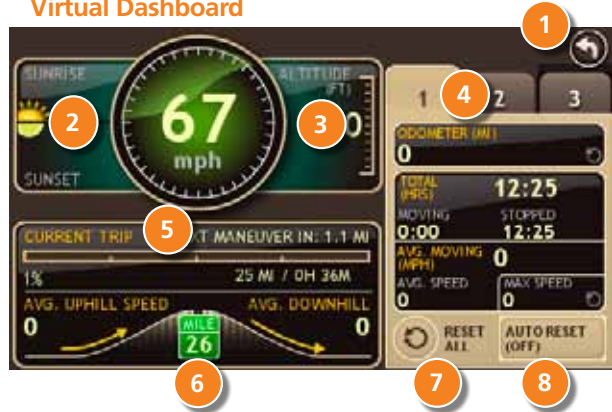 Virtual Dashboard
1
SUNRISE
ALTITUDE
(FT)
67
mph
2
3
0
SUNSET
1 4 2 3
ODOMETER (MI)
0
TOTAL
(HRS) 12:25
MOVING STOPPED
0:00 12:25
AVG. MOVING
(MPH) 0
AVG. SPEED MAX SPEED
0 0
CURRENT TRIP 5 MANEUVER IN: 1.1 MI
1% 25 MI / 0H 36M
AVG. UPHILL SPEED AVG. DOWNHILL
0 MILE 0
26
RESET
ALL
AUTO RESET
(OFF)
6 7 8